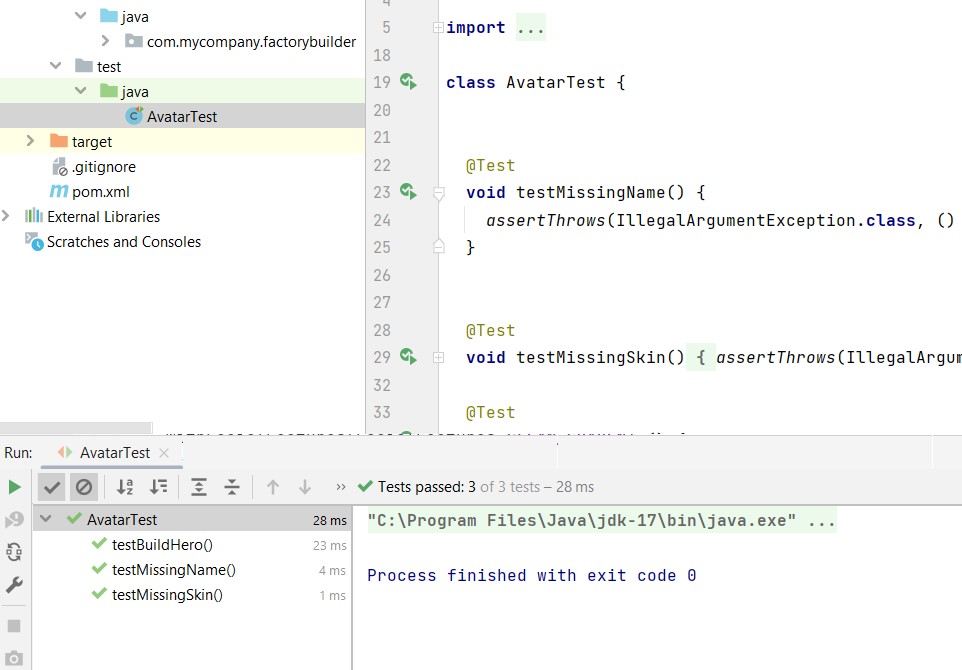 java
com.mycompany.factorybuilder
test
java
AvatarTest
target
.gitignore
pom.xml
External Libraries
Scratches and Consoles
5 import ...
18
19 class AvatarTest {
20
21
22 @Test
23 void testMissingName() {
24 assertThrows(IllegalArgumentException.class, ()
25 }
26
27
28 @Test
29 void testMissingSkin() { assertThrows(IllegalArgum
32
33 @Test
Run: AvatarTest
Tests passed: 3 of 3 tests – 28 ms
AvatarTest 28 ms
testBuildHero() 23 ms
testMissingName() 4 ms
testMissingSkin() 1 ms
"C:\Program Files\Java\jdk-17\bin\java.exe" ...
Process finished with exit code 0